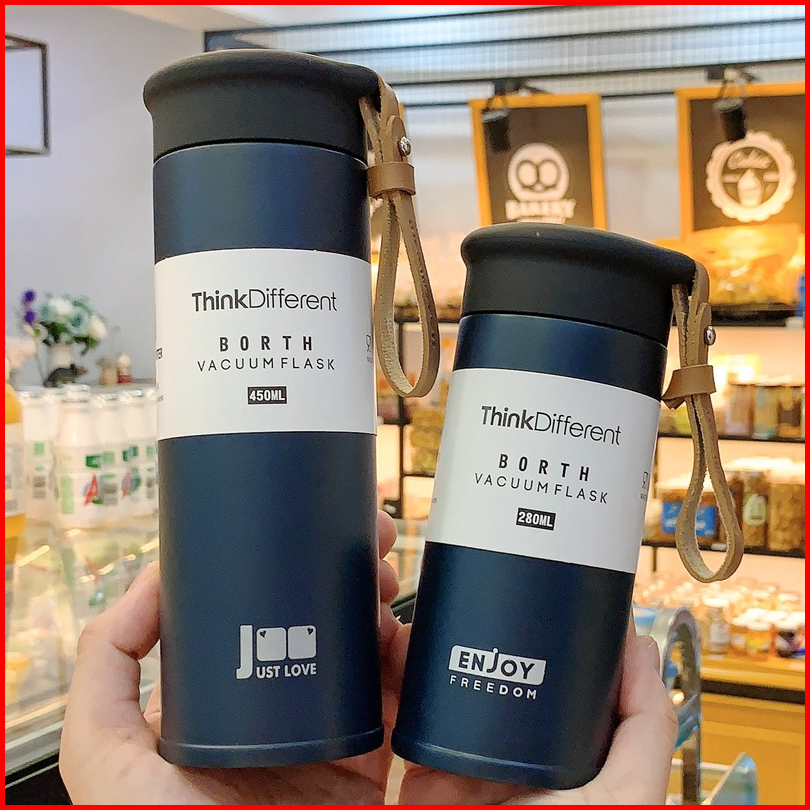 ThinkDifferent
BORTH
VACUUM FLASK
450ML
JUST LOVE
ThinkDifferent
BORTH
VACUUM FLASK
280ML
ENJOY
FREEDOM
BAKERY